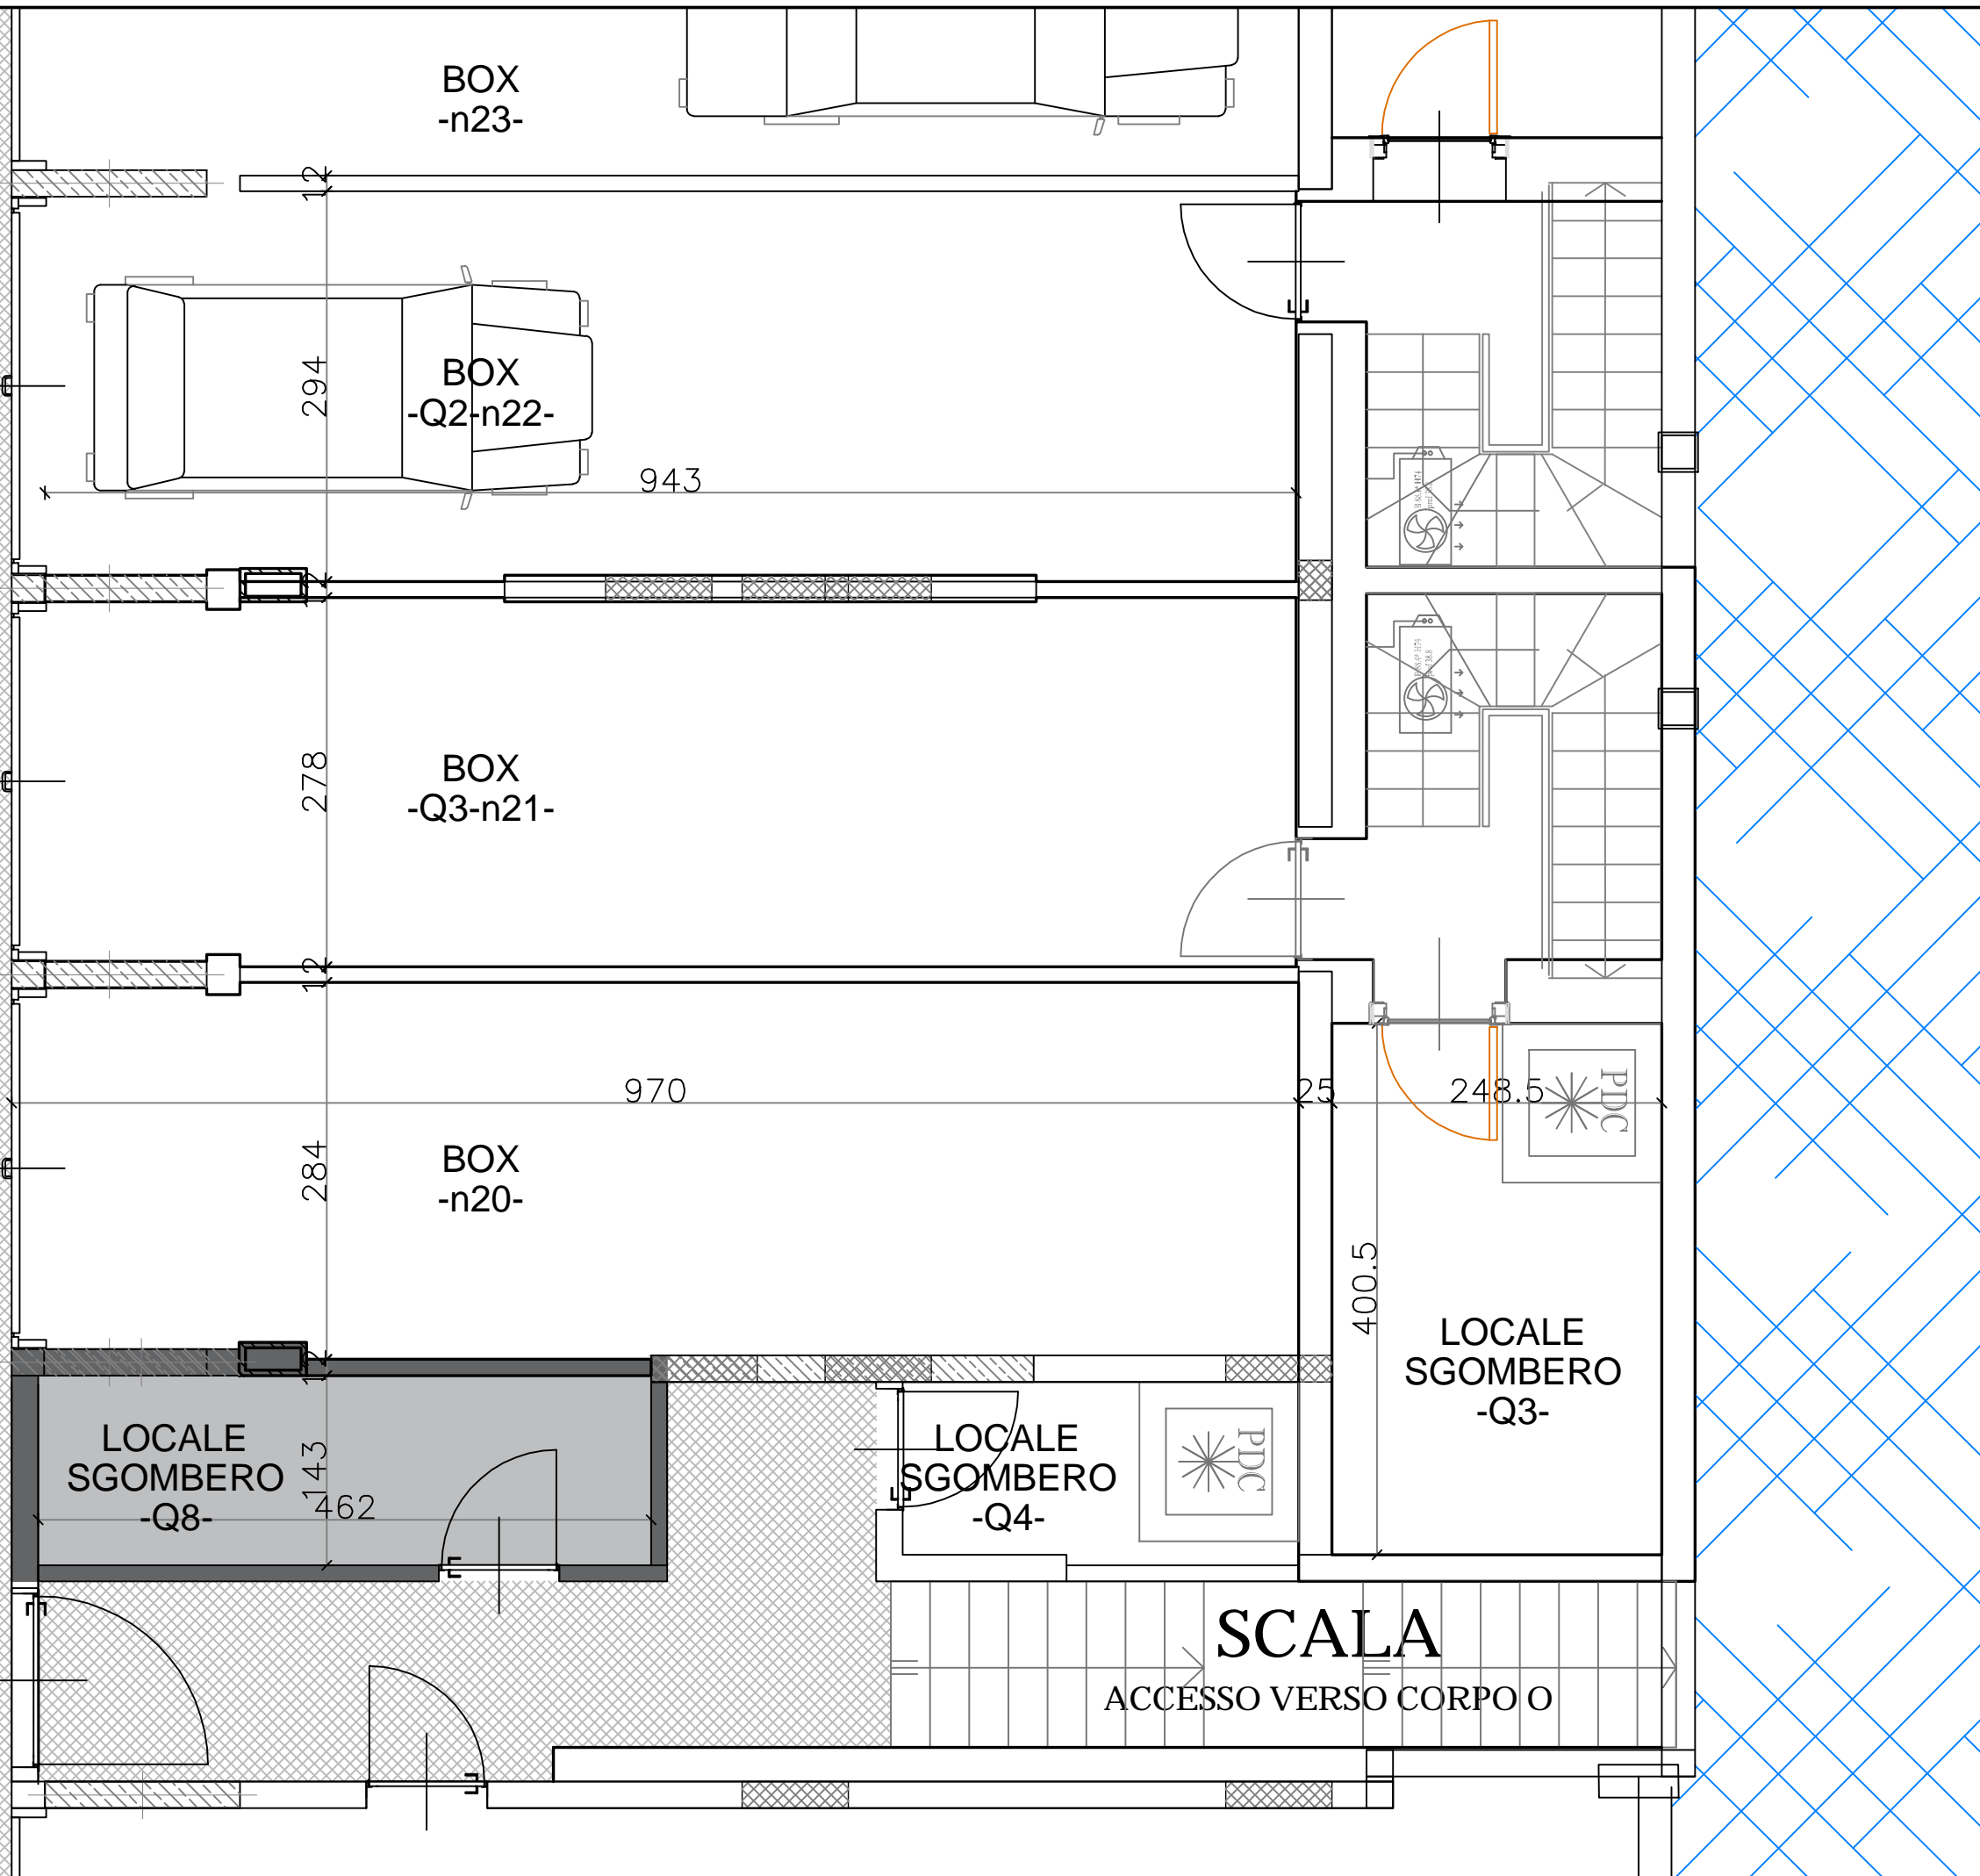 BOX
-n23-
12
294
BOX
-Q2-n22-
943
278
BOX
-Q3-n21-
12
970
25
248.5
PDC
284
BOX
-n20-
400.5
LOCALE
SGOMBERO
-Q3-
LOCALE
SGOMBERO
-Q8-
143
462
LOCALE
SGOMBERO
-Q4-
PDC
SCALA
ACCESSO VERSO CORPO O